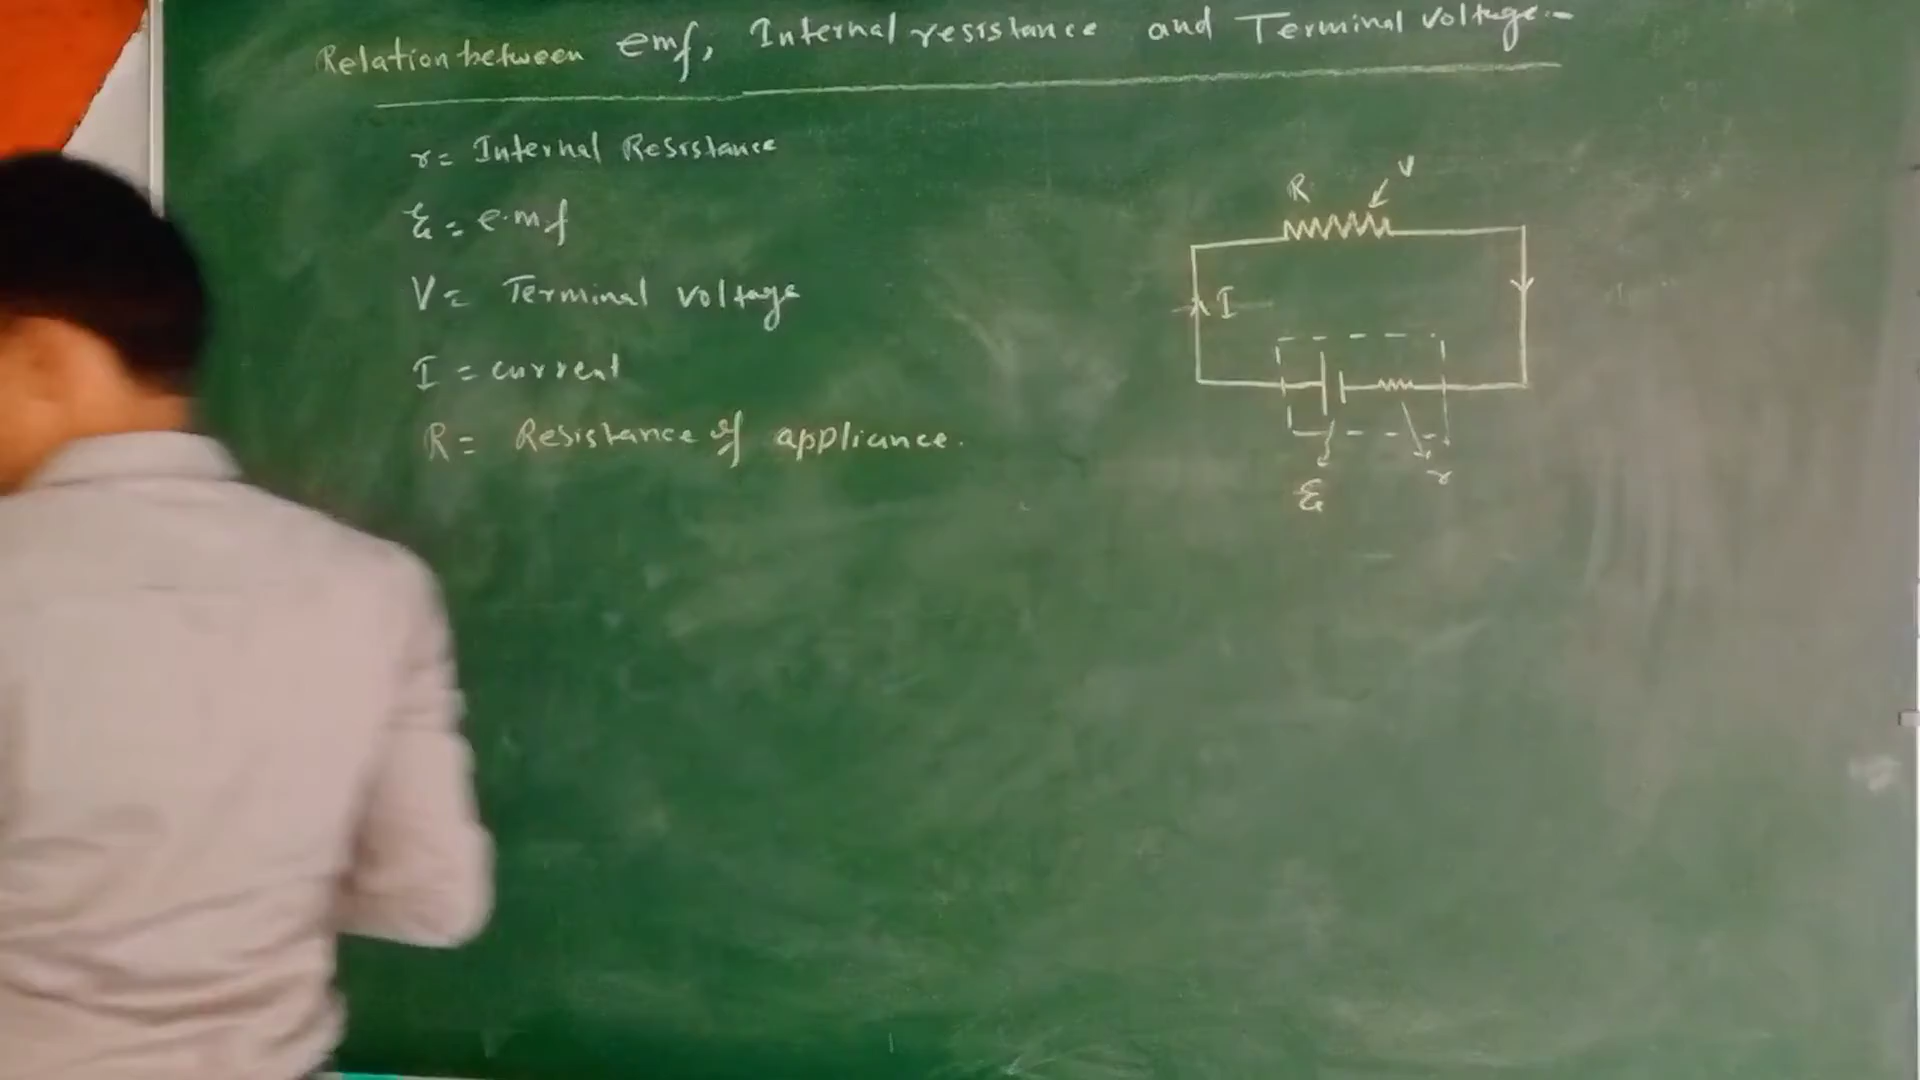 Relation between emf, Internal resistance and Terminal voltage:-
r = Internal Resistance
ℰ = e.m.f
V = Terminal voltage
I = current
R = Resistance of appliance.
R V
I
ℰ r